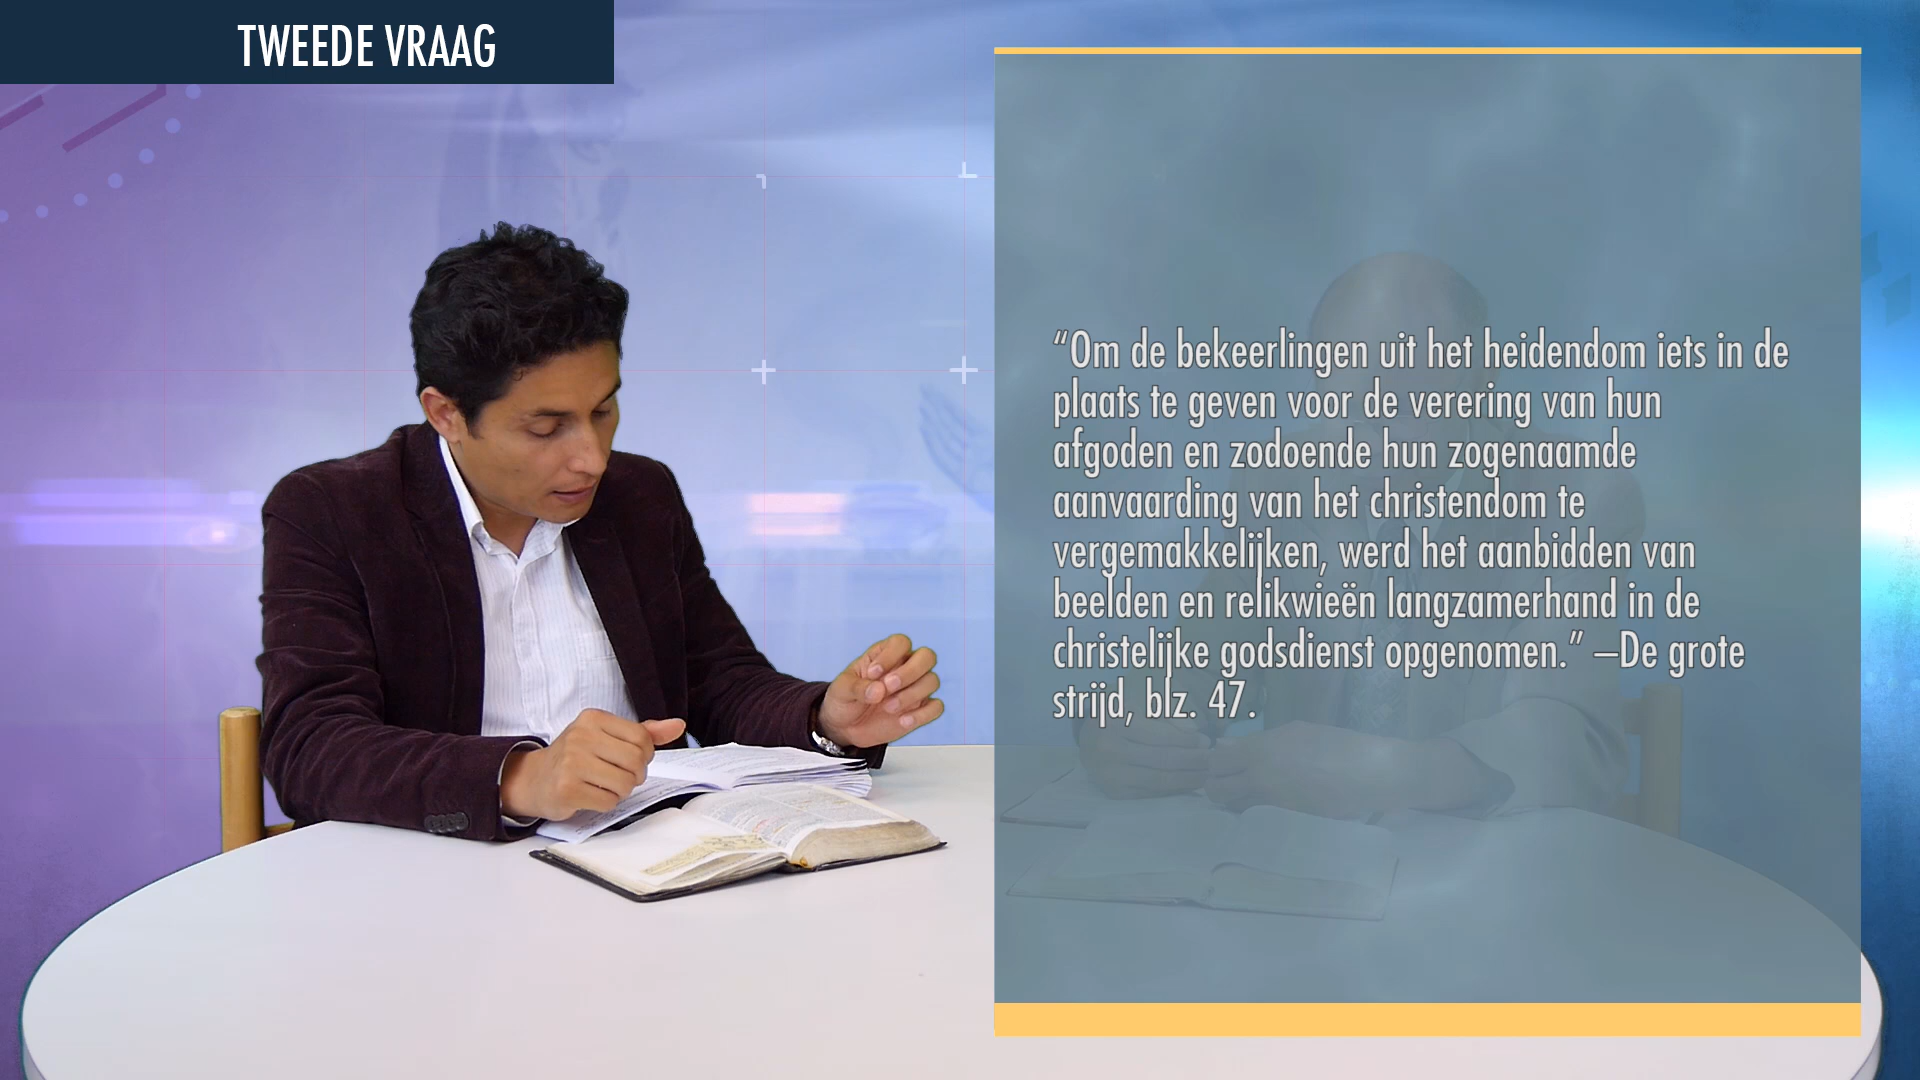 TWEEDE VRAAG
“Om de bekeerlingen uit het heidendom iets in de
plaats te geven voor de verering van hun
afgoden en zodoende hun zogenaamde
aanvaarding van het christendom te
vergemakkelijken, werd het aanbidden van
beelden en relikwieën langzamerhand in de
christelijke godsdienst opgenomen.” –De grote
strijd, blz. 47.